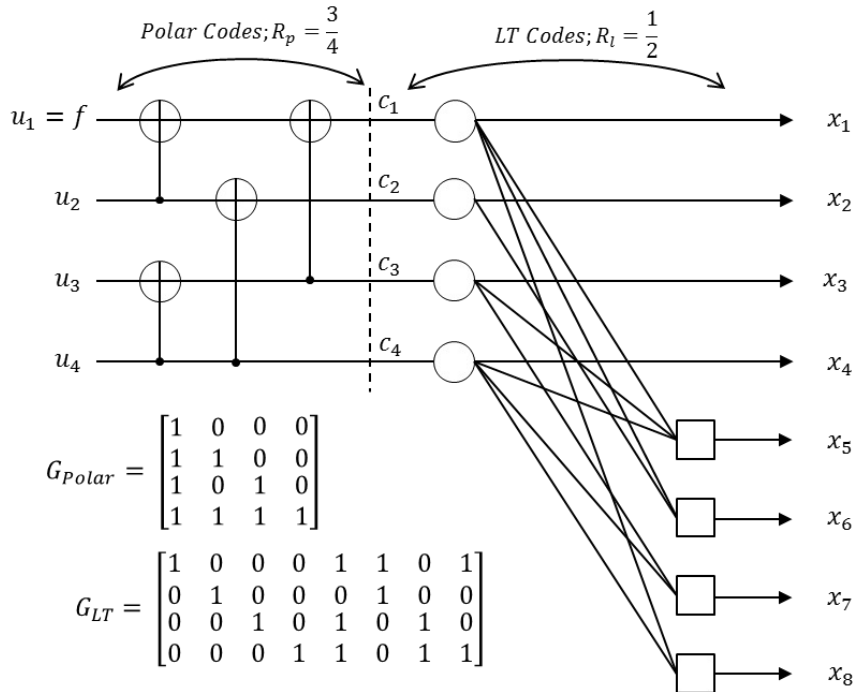 Polar Codes; R_p = 3/4
LT Codes; R_l = 1/2
u_1 = f
c_1
x_1
u_2
c_2
x_2
u_3
c_3
x_3
u_4
c_4
x_4
x_5
x_6
x_7
x_8
G_Polar =
1 0 0 0
1 1 0 0
1 0 1 0
1 1 1 1
G_LT =
1 0 0 0 1 1 0 1
0 1 0 0 0 1 0 0
0 0 1 0 1 0 1 0
0 0 0 1 1 0 1 1